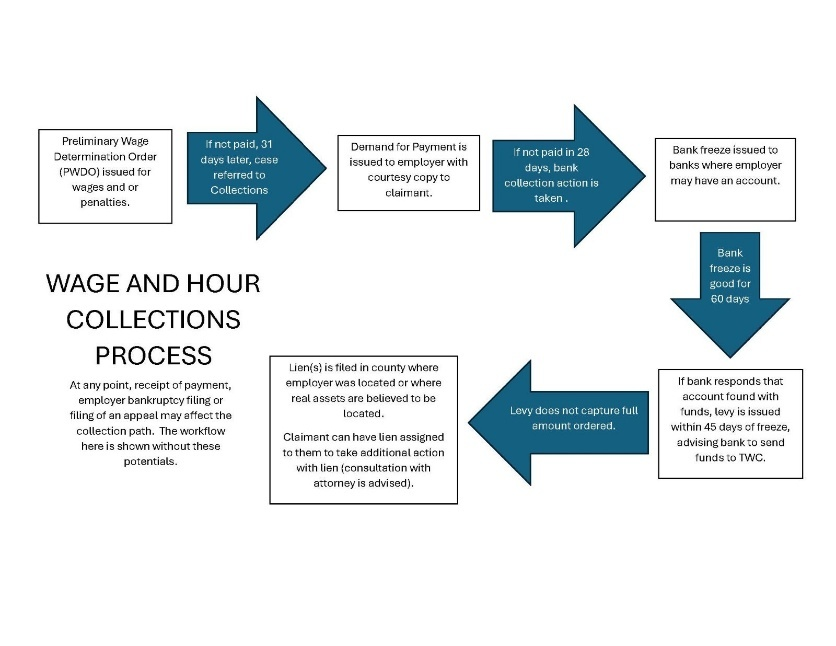 Preliminary Wage
Determination Order
(PWDO) issued for
wages and or
penalties.
If not paid, 31
days later, case
referred to
Collections
Demand for Payment is
issued to employer with
courtesy copy to
claimant.
If not paid in 28
days, bank
collection action is
taken .
Bank freeze issued to
banks where employer
may have an account.
Bank
freeze is
good for
60 days
If bank responds that
account found with
funds, levy is issued
within 45 days of freeze,
advising bank to send
funds to TWC.
Levy does not capture full
amount ordered.
Lien(s) is filed in county where
employer was located or where
real assets are believed to be
located.
Claimant can have lien assigned
to them to take additional action
with lien (consultation with
attorney is advised).
WAGE AND HOUR
COLLECTIONS
PROCESS
At any point, receipt of payment,
employer bankruptcy filing or
filing of an appeal may affect the
collection path. The workflow
here is shown without these
potentials.